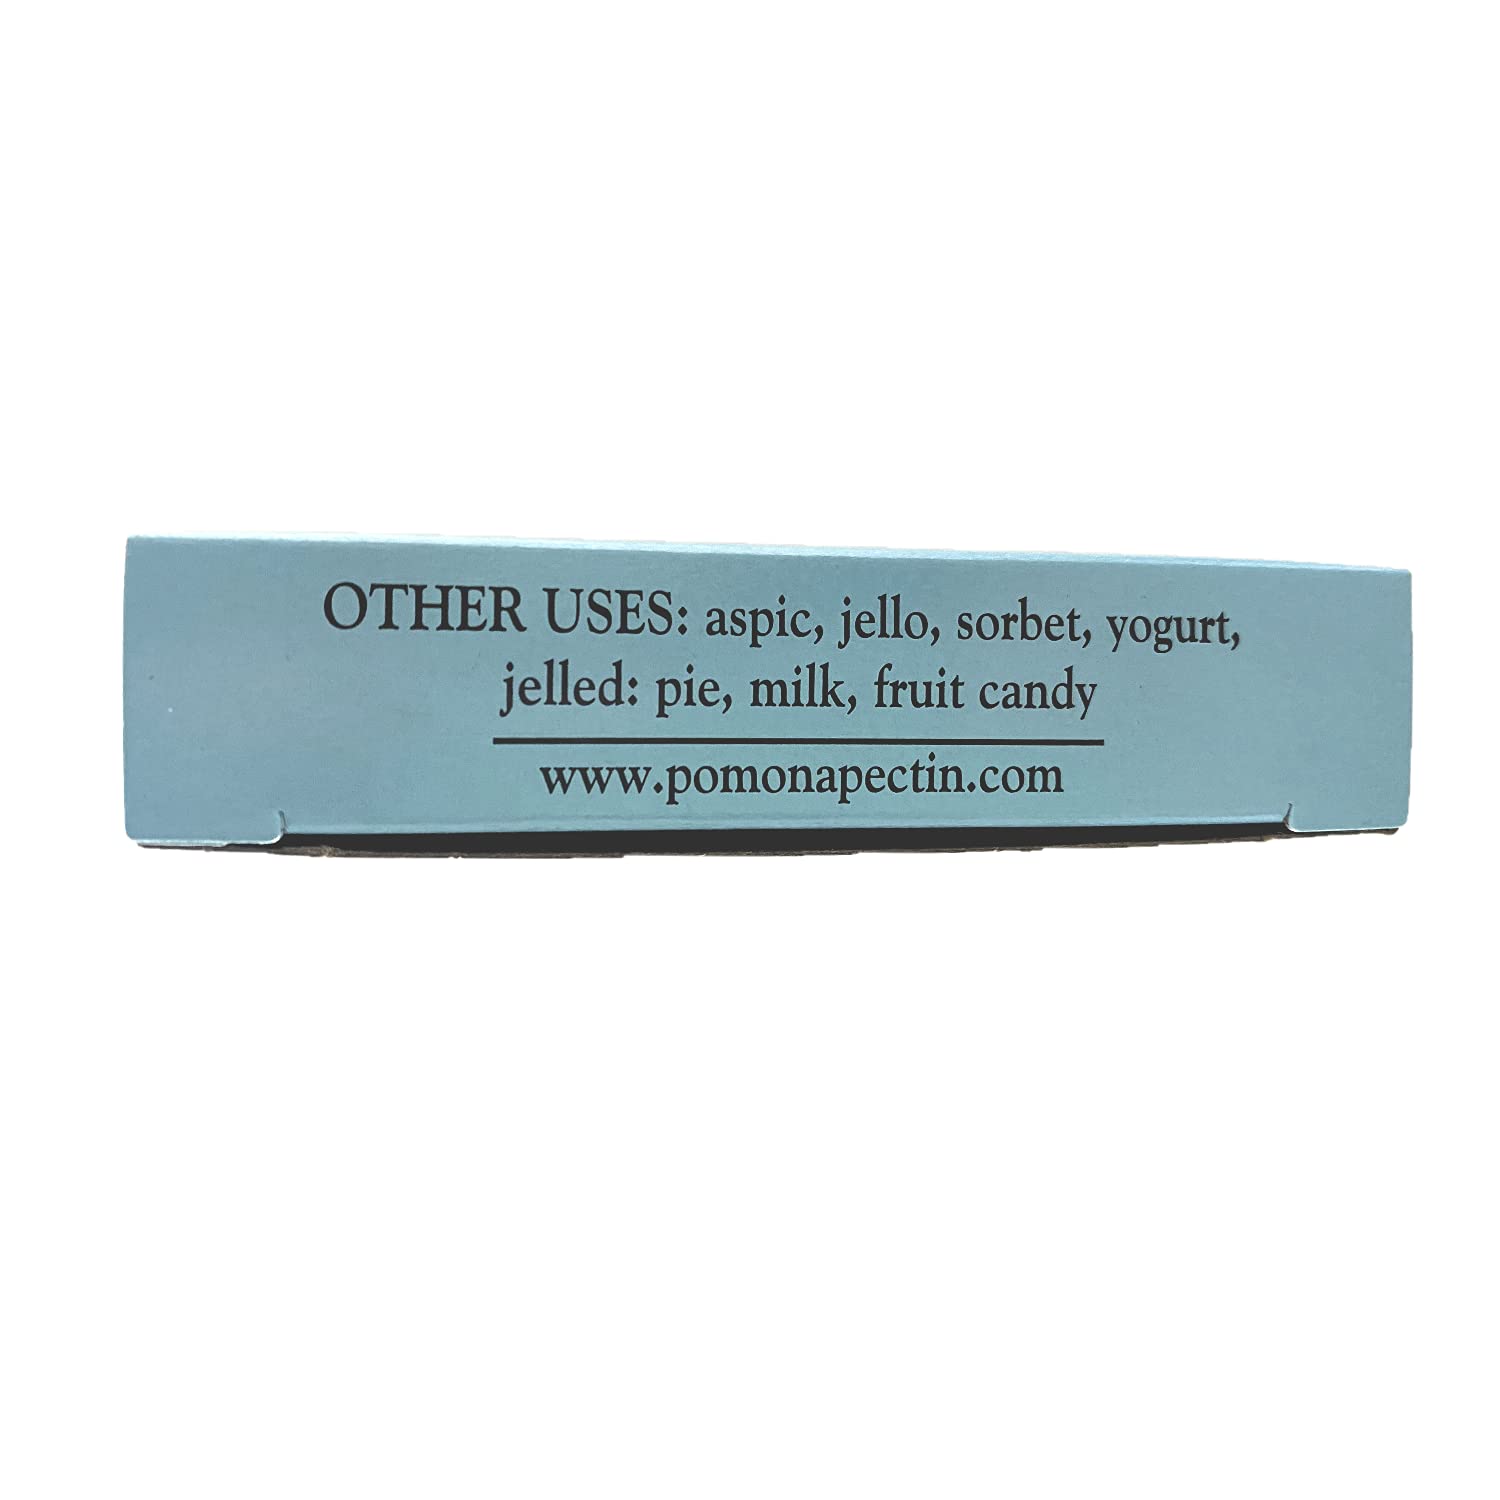 OTHER USES: aspic, jello, sorbet, yogurt,
jelled: pie, milk, fruit candy
www.pomonapectin.com